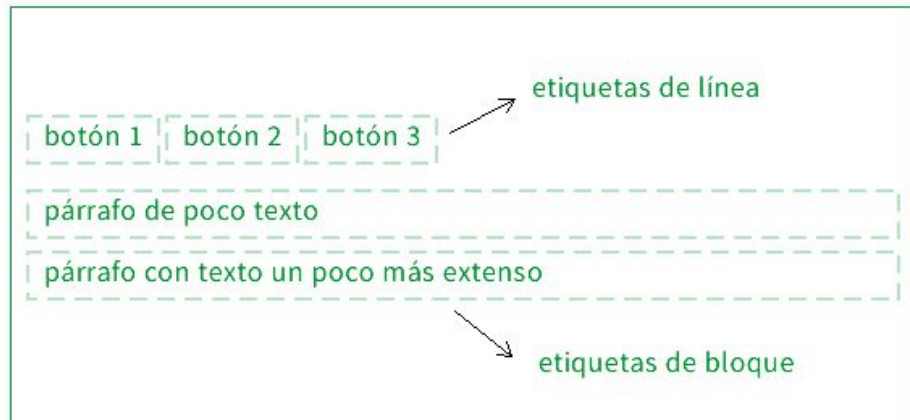 etiquetas de línea
botón 1 botón 2 botón 3
párrafo de poco texto
párrafo con texto un poco más extenso
etiquetas de bloque